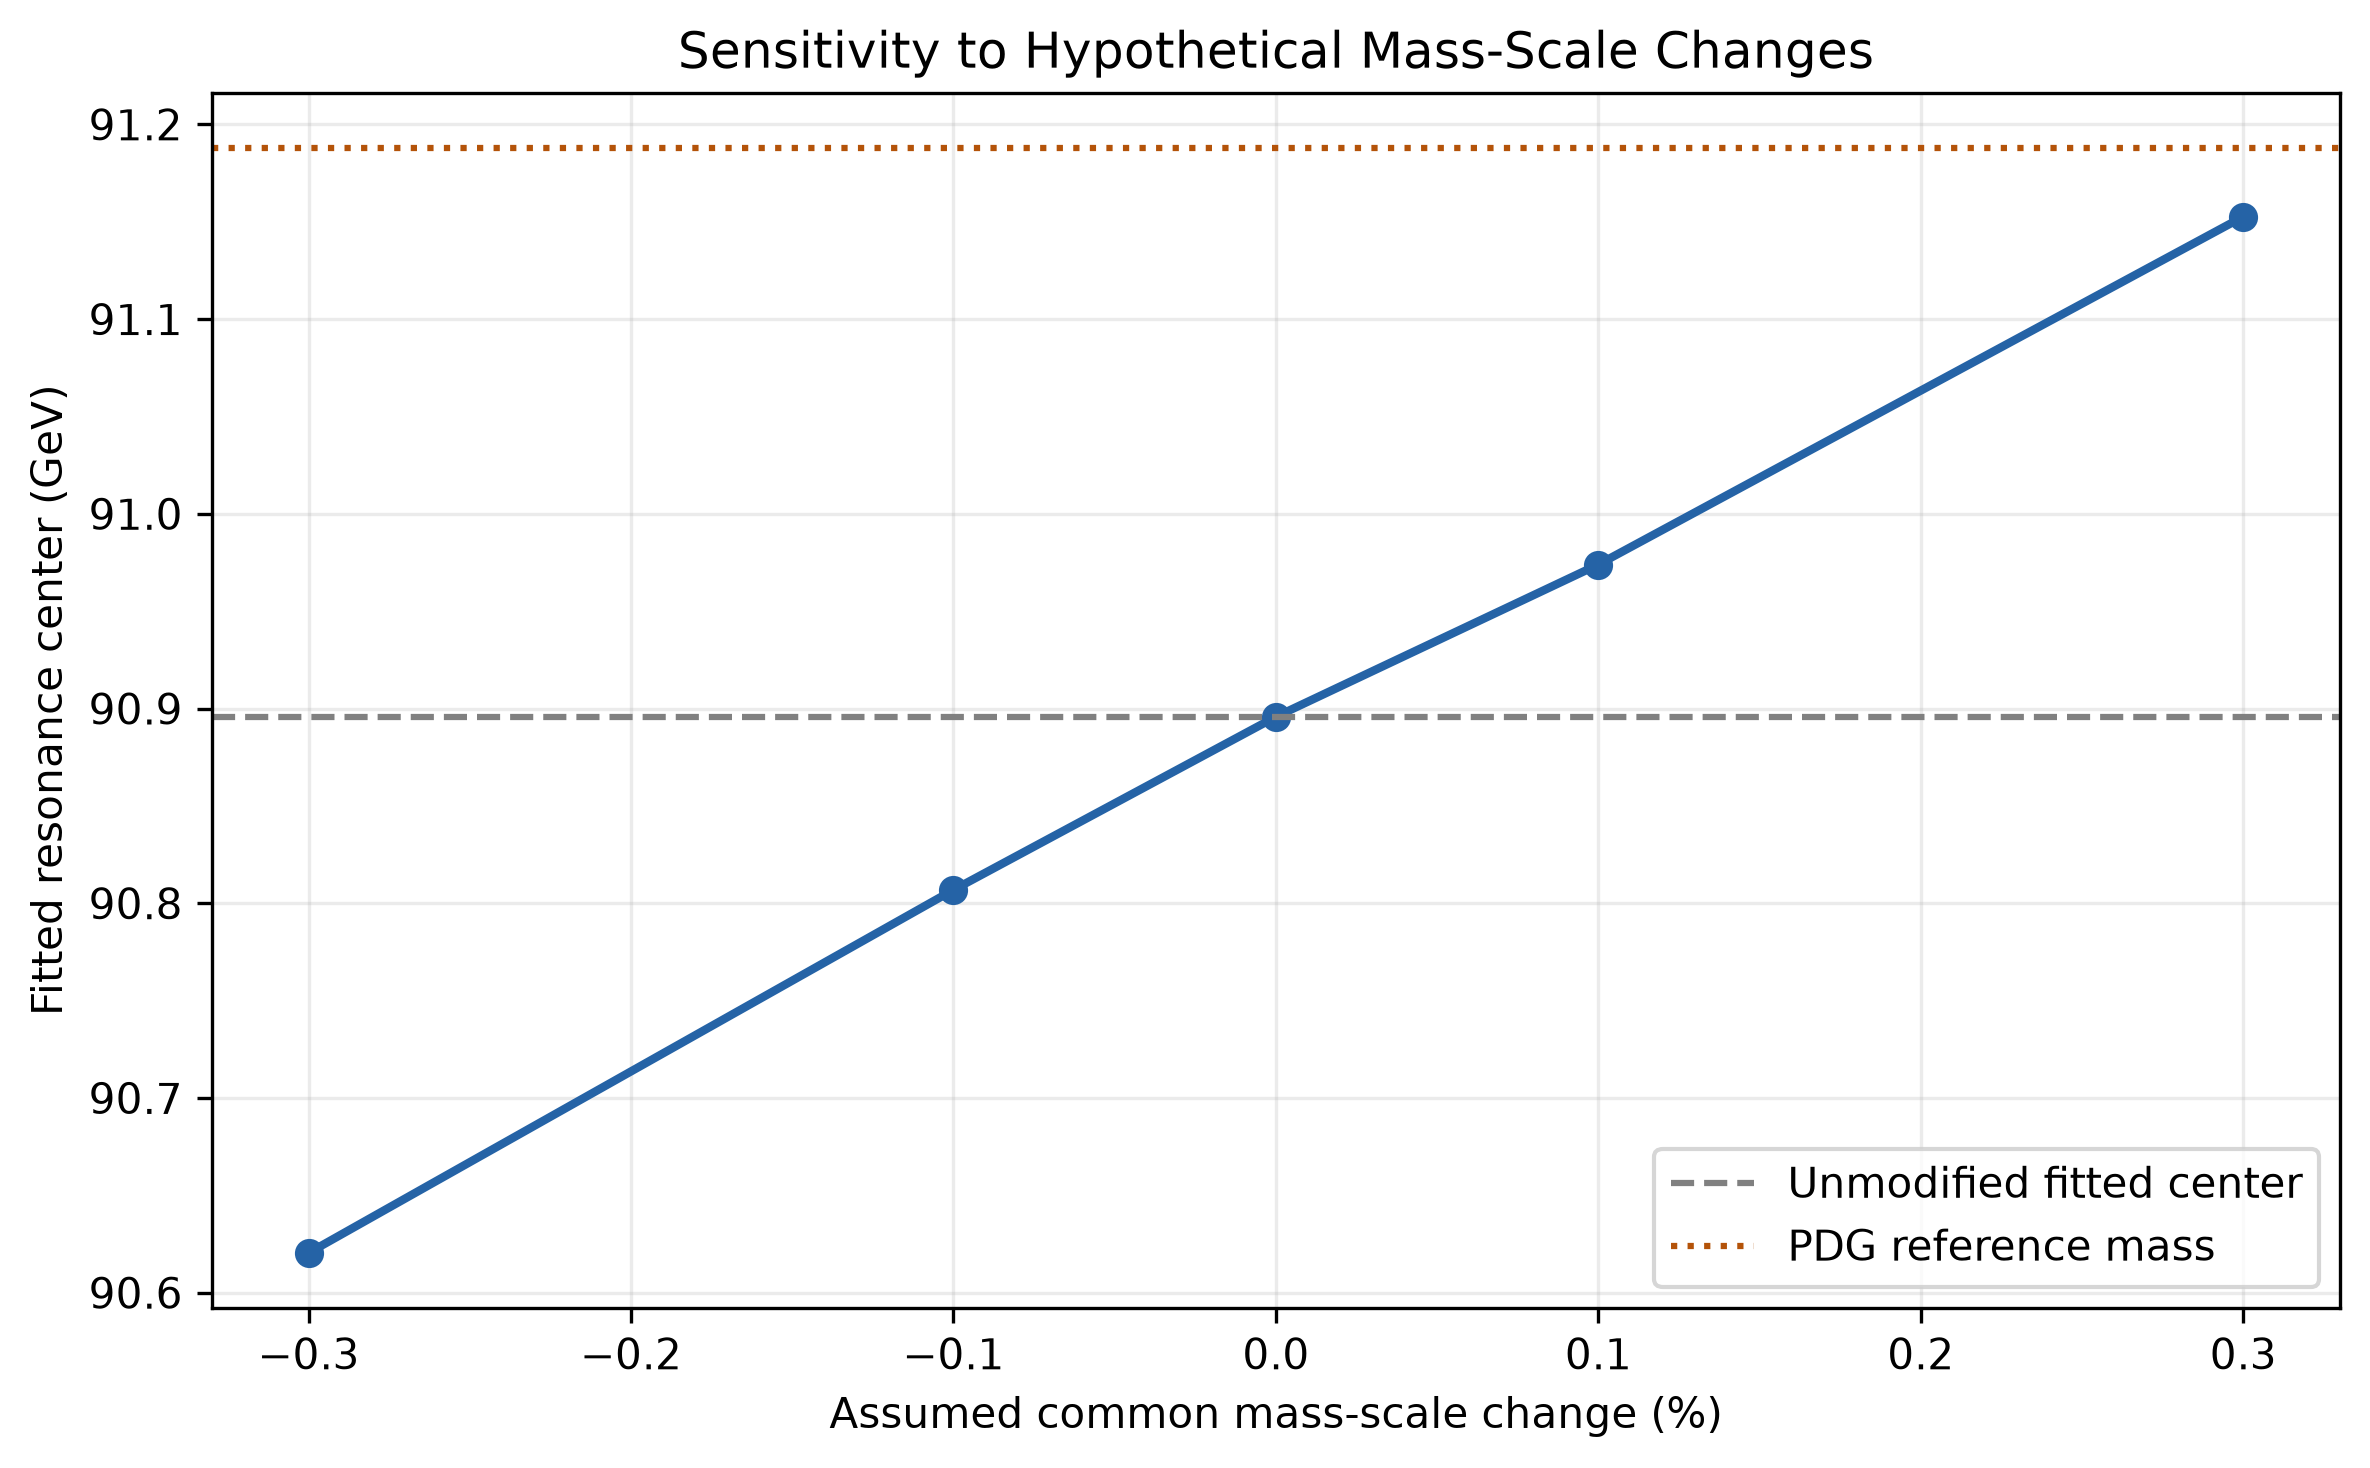 Sensitivity to Hypothetical Mass-Scale Changes
Fitted resonance center (GeV)
91.2
91.1
91.0
90.9
90.8
90.7
90.6
Unmodified fitted center
PDG reference mass
−0.3 −0.2 −0.1 0.0 0.1 0.2 0.3
Assumed common mass-scale change (%)